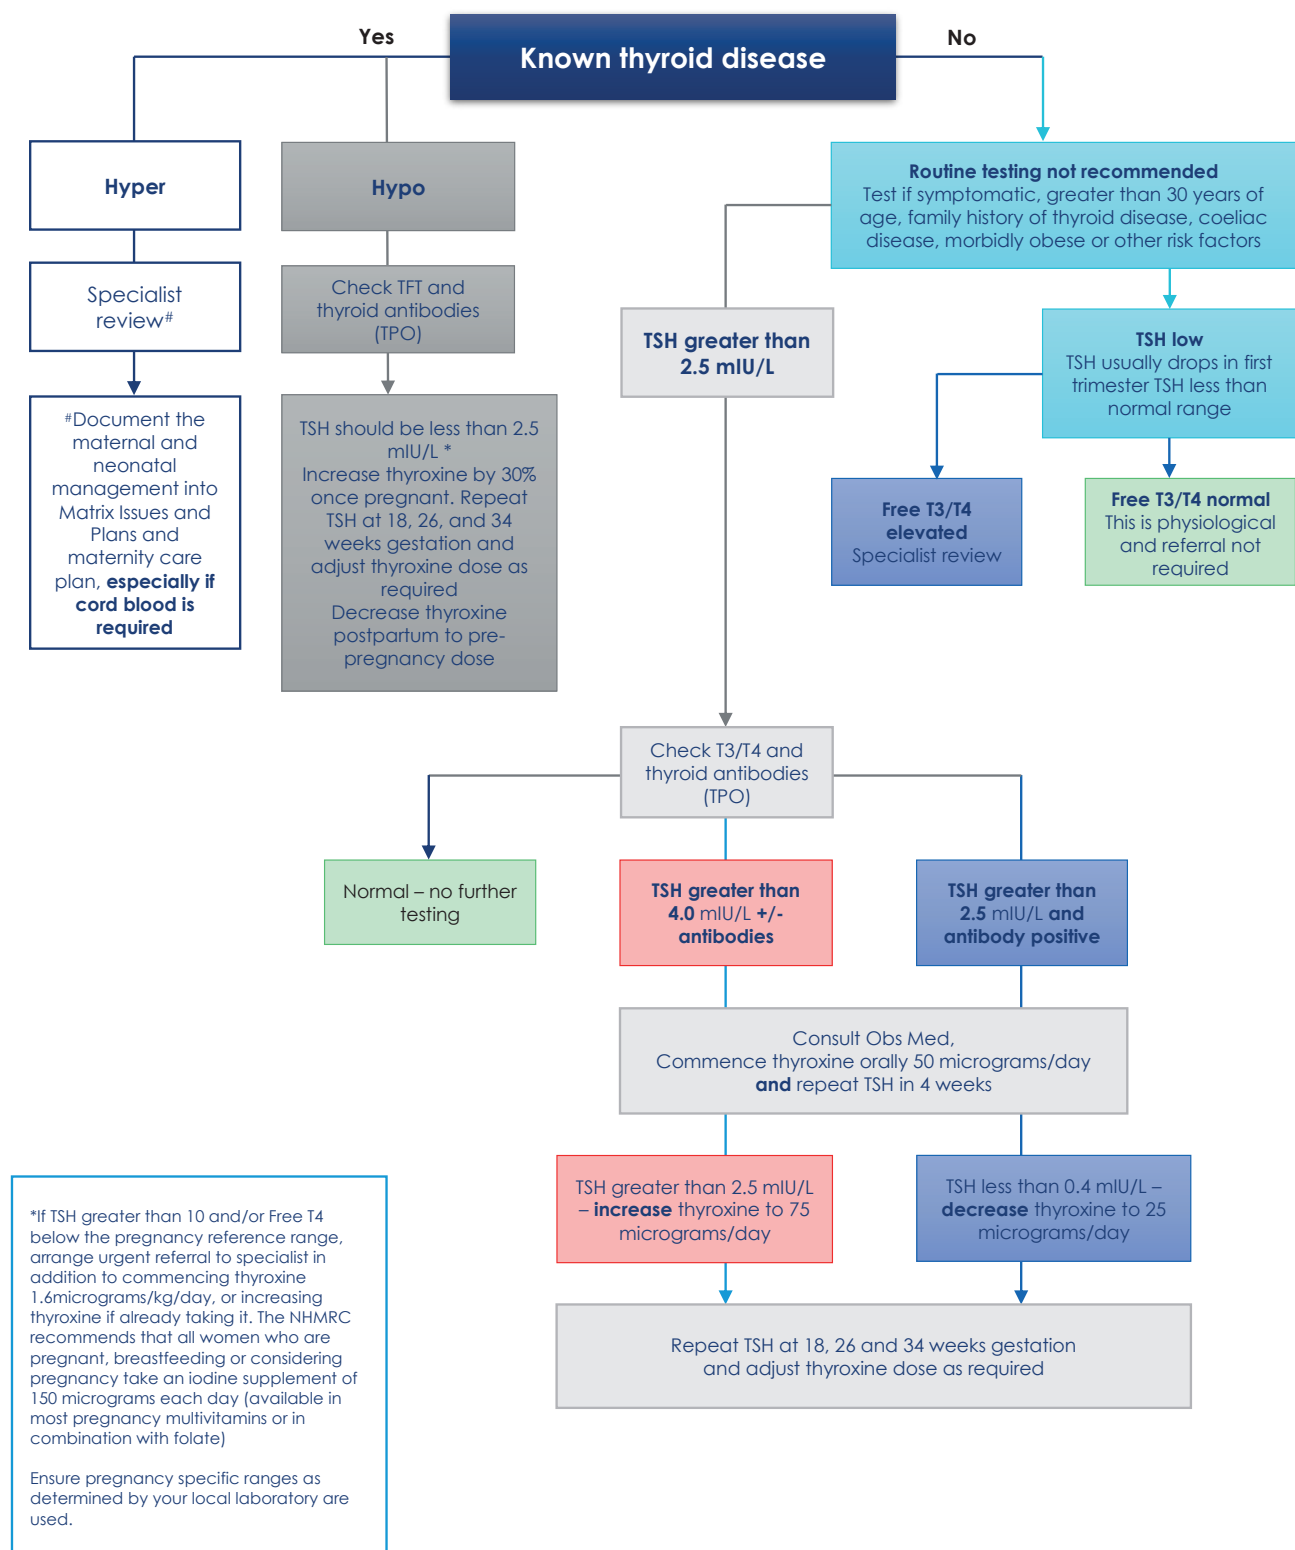 Yes
Known thyroid disease
No
Hyper
Specialist
review#
#Document the
maternal and
neonatal
management into
Matrix Issues and
Plans and
maternity care
plan, especially if
cord blood is
required
Hypo
Check TFT and
thyroid antibodies
(TPO)
TSH should be less than 2.5
mIU/L *
Increase thyroxine by 30%
once pregnant. Repeat
TSH at 18, 26, and 34
weeks gestation and
adjust thyroxine dose as
required
Decrease thyroxine
postpartum to pre-
pregnancy dose
Routine testing not recommended
Test if symptomatic, greater than 30 years of
age, family history of thyroid disease, coeliac
disease, morbidly obese or other risk factors
TSH greater than
2.5 mIU/L
TSH low
TSH usually drops in first
trimester TSH less than
normal range
Free T3/T4
elevated
Specialist review
Free T3/T4 normal
This is physiological
and referral not
required
Check T3/T4 and
thyroid antibodies
(TPO)
Normal – no further
testing
TSH greater than
4.0 mIU/L +/-
antibodies
TSH greater than
2.5 mIU/L and
antibody positive
Consult Obs Med,
Commence thyroxine orally 50 micrograms/day
and repeat TSH in 4 weeks
TSH greater than 2.5 mIU/L
– increase thyroxine to 75
micrograms/day
TSH less than 0.4 mIU/L –
decrease thyroxine to 25
micrograms/day
Repeat TSH at 18, 26 and 34 weeks gestation
and adjust thyroxine dose as required
*If TSH greater than 10 and/or Free T4
below the pregnancy reference range,
arrange urgent referral to specialist in
addition to commencing thyroxine
1.6micrograms/kg/day, or increasing
thyroxine if already taking it. The NHMRC
recommends that all women who are
pregnant, breastfeeding or considering
pregnancy take an iodine supplement of
150 micrograms each day (available in
most pregnancy multivitamins or in
combination with folate)
Ensure pregnancy specific ranges as
determined by your local laboratory are
used.